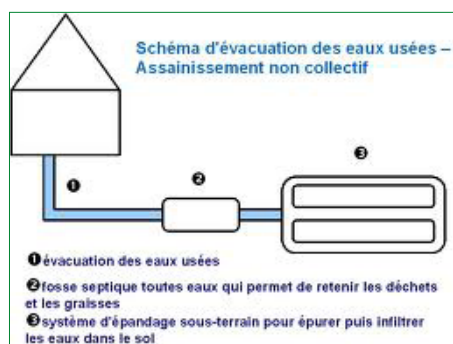 Schéma d'évacuation des eaux usées –
Assainissement non collectif
❶
❷
❸
❶évacuation des eaux usées
❷fosse septique toutes eaux qui permet de retenir les déchets
et les graisses
❸système d'épandage sous-terrain pour épurer puis infiltrer
les eaux dans le sol